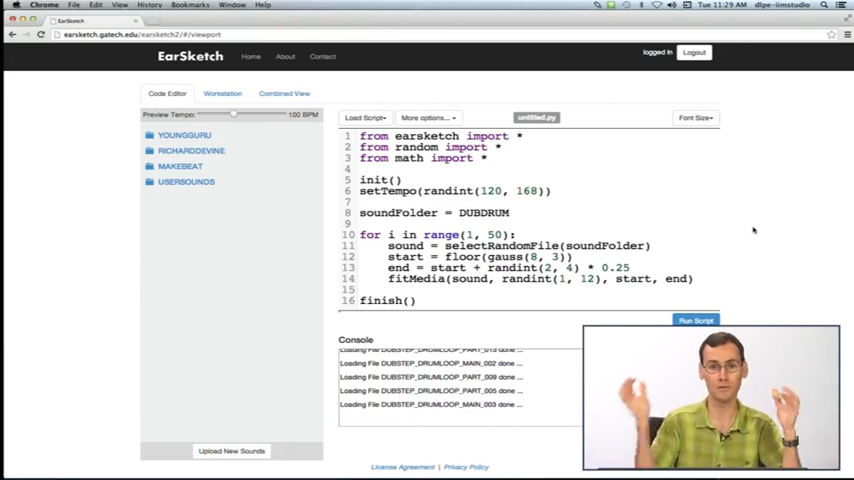 Chrome File Edit View History Bookmarks Window Help
Tue 11:29 AM dlpe-iimstudio
EarSketch
earsketch.gatech.edu/earsketch2/#/viewport
EarSketch Home About Contact logged in Logout
Code Editor Workstation Combined View
Preview Tempo: 100 BPM
YOUNGGURU
RICHARDDEVINE
MAKEBEAT
USERSOUNDS
Upload New Sounds
Load Script More options... untitled.py Font Size
1 from earsketch import *
2 from random import *
3 from math import *
4
5 init()
6 setTempo(randint(120, 168))
7
8 soundFolder = DUBDRUM
9
10 for i in range(1, 50):
11 sound = selectRandomFile(soundFolder)
12 start = floor(gauss(8, 3))
13 end = start + randint(2, 4) * 0.25
14 fitMedia(sound, randint(1, 12), start, end)
15
16 finish()
Run Script
Console
Loading File DUBSTEP_DRUMLOOP_PART_013 done ...
Loading File DUBSTEP_DRUMLOOP_MAIN_002 done ...
Loading File DUBSTEP_DRUMLOOP_PART_009 done ...
Loading File DUBSTEP_DRUMLOOP_PART_005 done ...
Loading File DUBSTEP_DRUMLOOP_MAIN_003 done ...
License Agreement | Privacy Policy